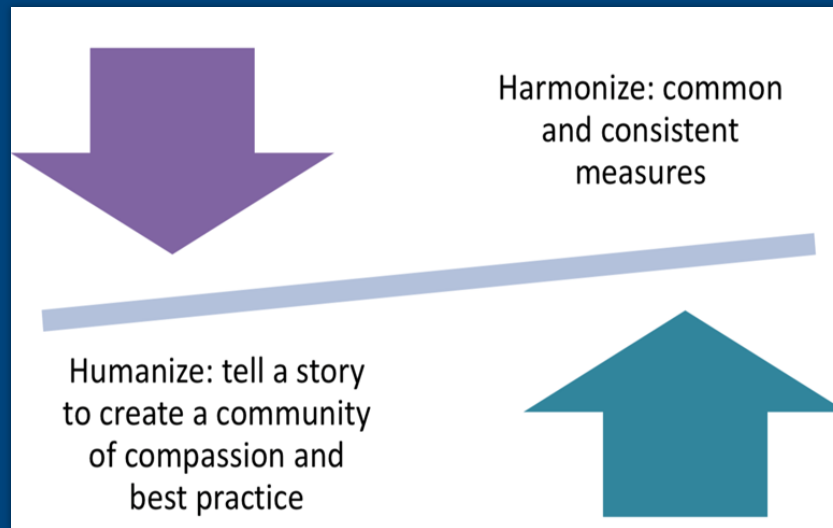 Harmonize: common
and consistent
measures
Humanize: tell a story
to create a community
of compassion and
best practice